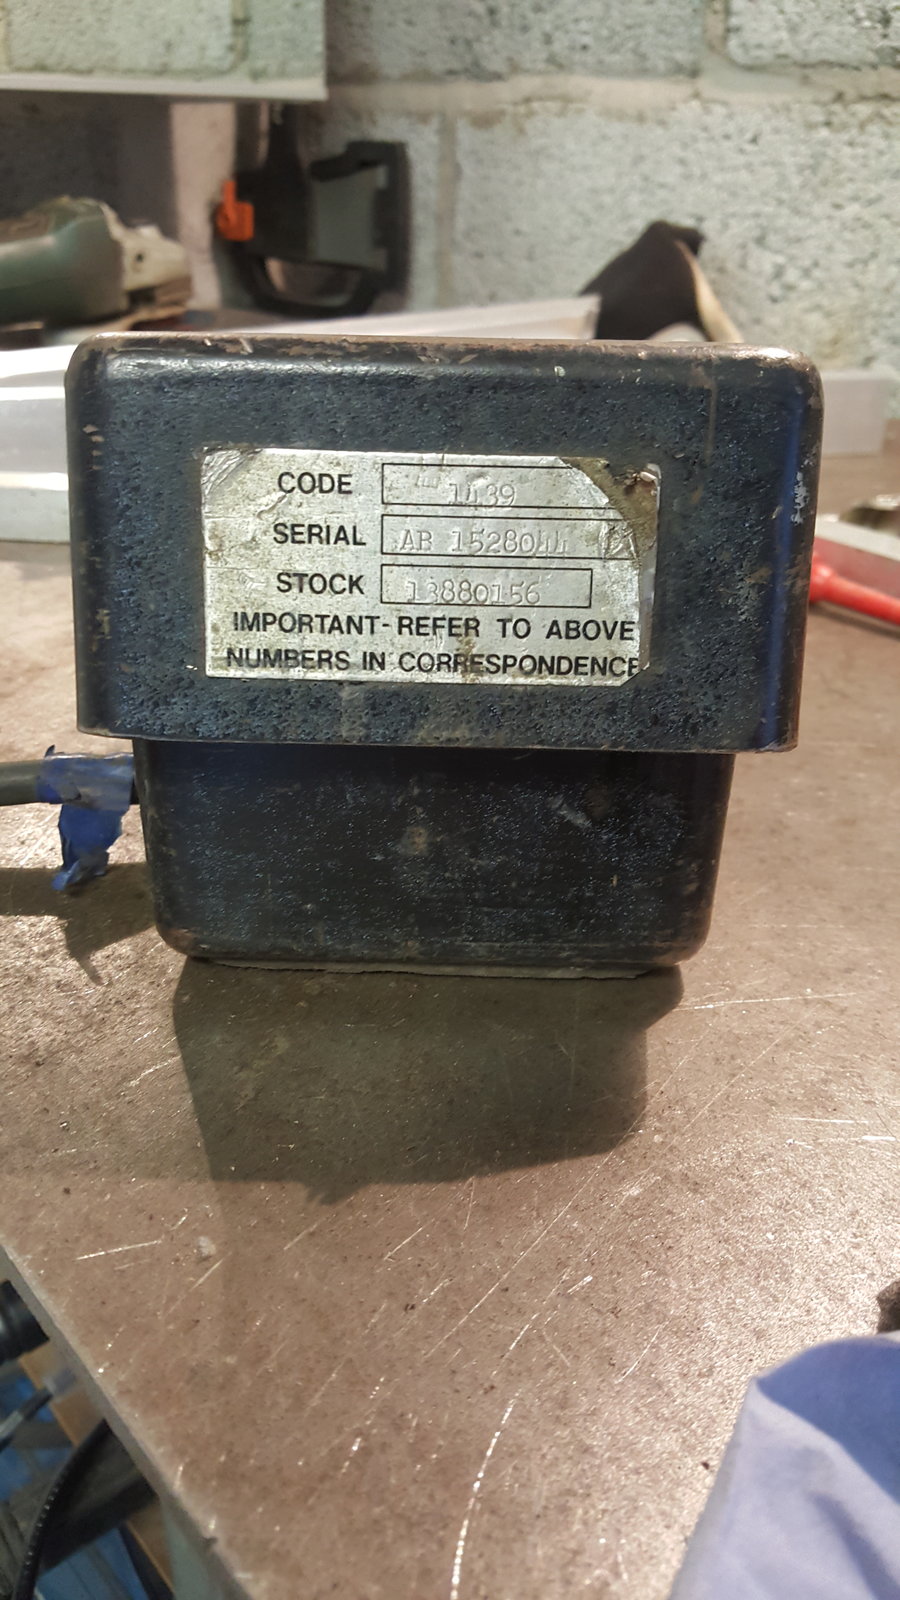 CODE 1439
SERIAL AB 1528044
STOCK 13880156
IMPORTANT- REFER TO ABOVE
NUMBERS IN CORRESPONDENCE